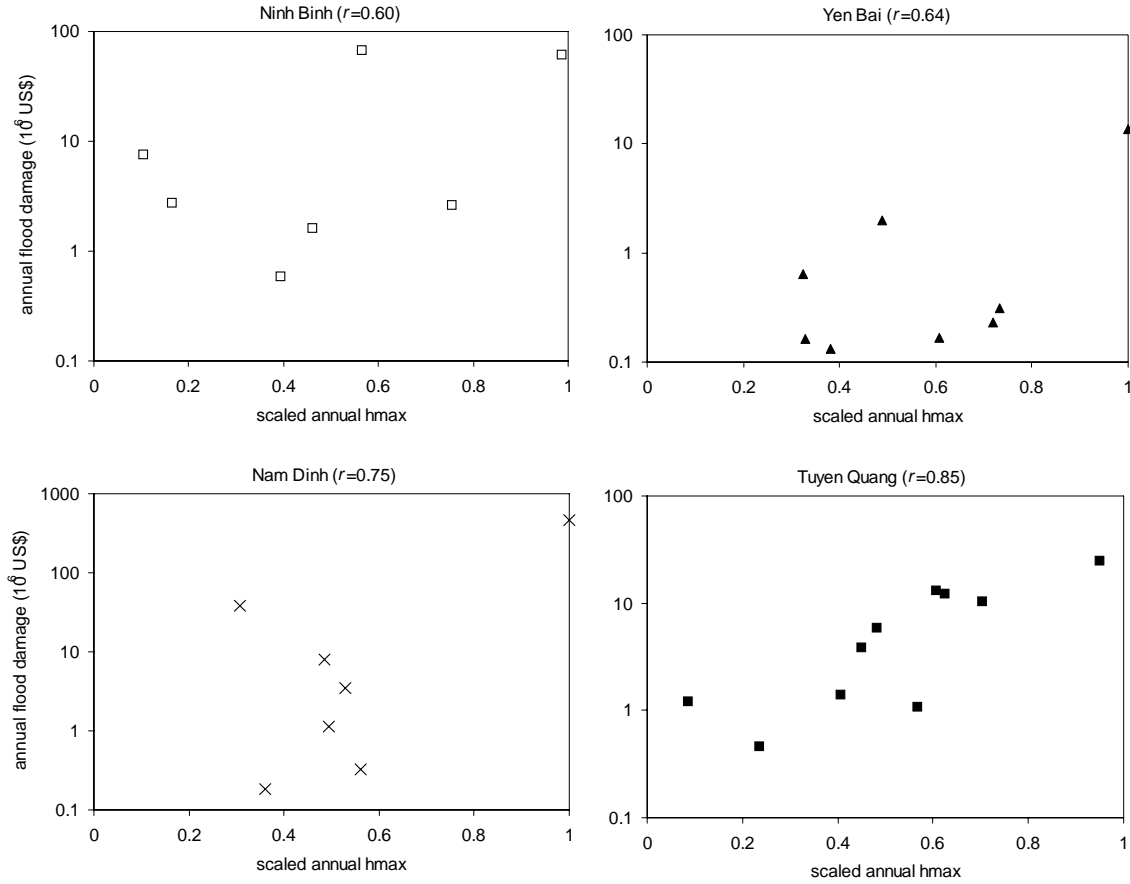 Ninh Binh (r=0.60)
100
10
1
0.1
0 0.2 0.4 0.6 0.8 1
scaled annual hmax
annual flood damage (10^6 US$)
Yen Bai (r=0.64)
100
10
1
0.1
0 0.2 0.4 0.6 0.8 1
scaled annual hmax
Nam Dinh (r=0.75)
1000
100
10
1
0.1
0 0.2 0.4 0.6 0.8 1
scaled annual hmax
annual flood damage (10^6 US$)
Tuyen Quang (r=0.85)
100
10
1
0.1
0 0.2 0.4 0.6 0.8 1
scaled annual hmax